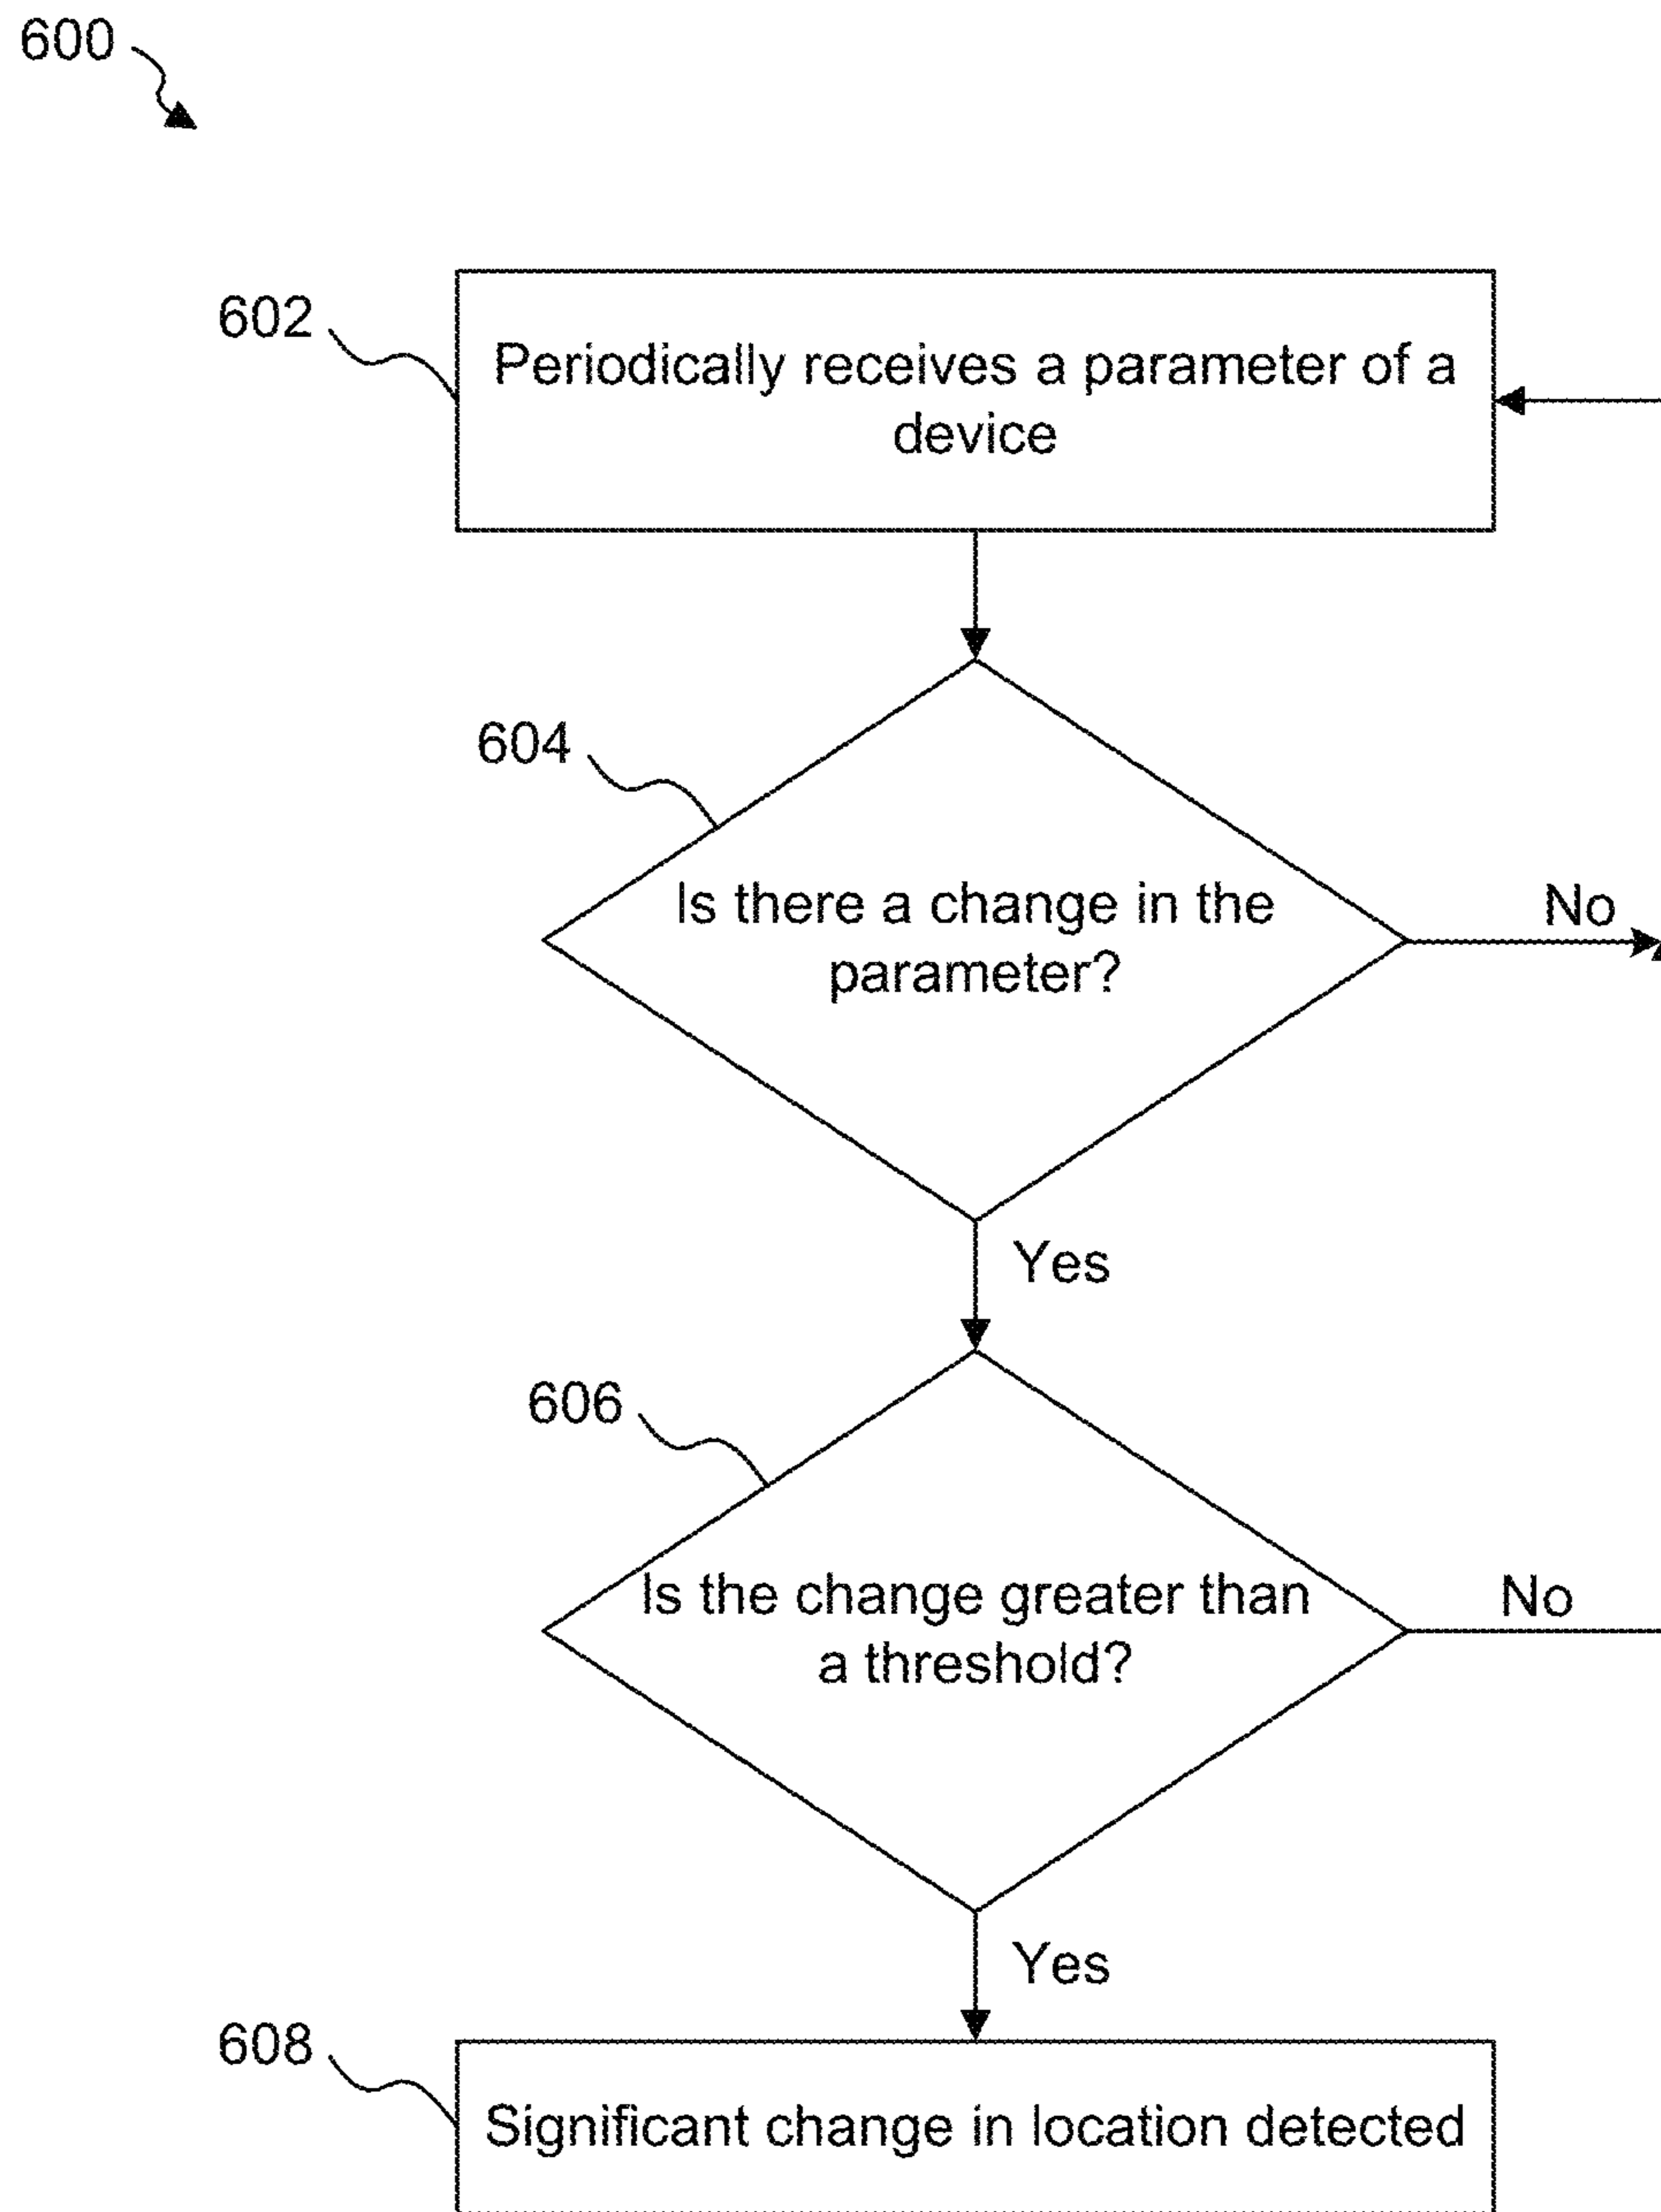 600
602
Periodically receives a parameter of a
device
604
Is there a change in the
parameter?
No
Yes
606
Is the change greater than
a threshold?
No
Yes
608
Significant change in location detected